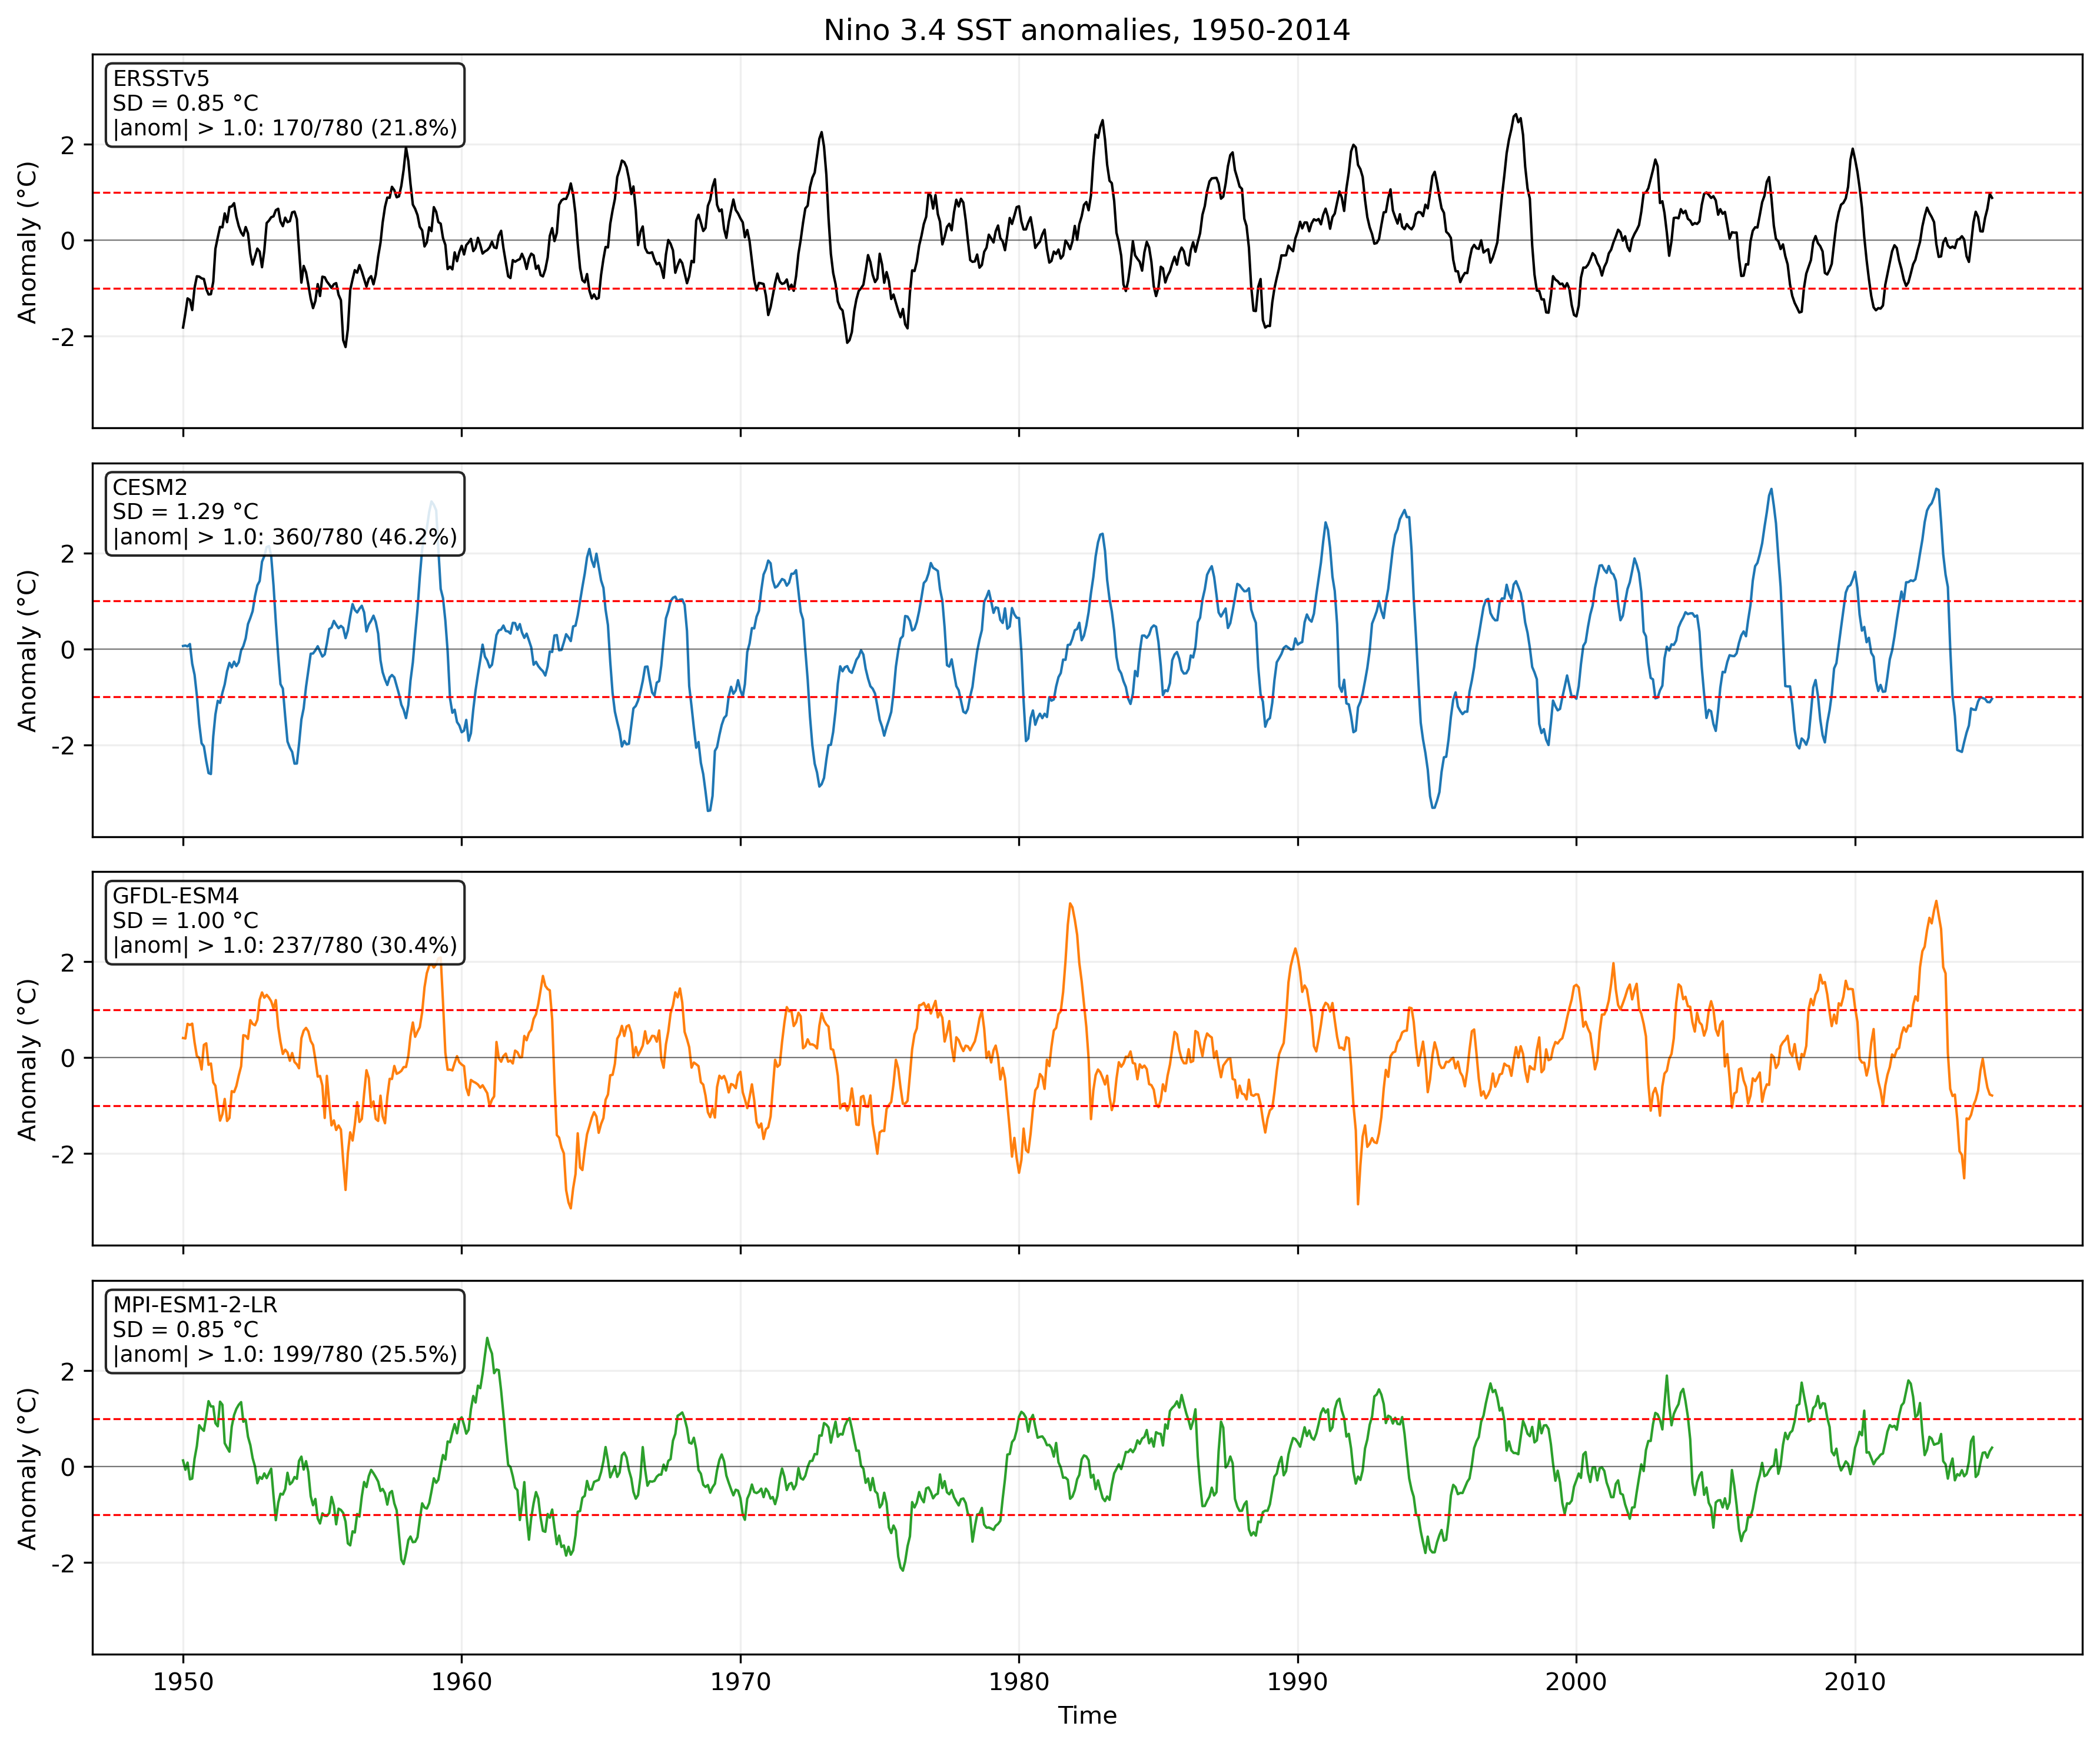 Nino 3.4 SST anomalies, 1950-2014
ERSSTv5
SD = 0.85 °C
|anom| > 1.0: 170/780 (21.8%)
Anomaly (°C)
2
0
-2
CESM2
SD = 1.29 °C
|anom| > 1.0: 360/780 (46.2%)
Anomaly (°C)
2
0
-2
GFDL-ESM4
SD = 1.00 °C
|anom| > 1.0: 237/780 (30.4%)
Anomaly (°C)
2
0
-2
MPI-ESM1-2-LR
SD = 0.85 °C
|anom| > 1.0: 199/780 (25.5%)
Anomaly (°C)
2
0
-2
1950 1960 1970 1980 1990 2000 2010
Time